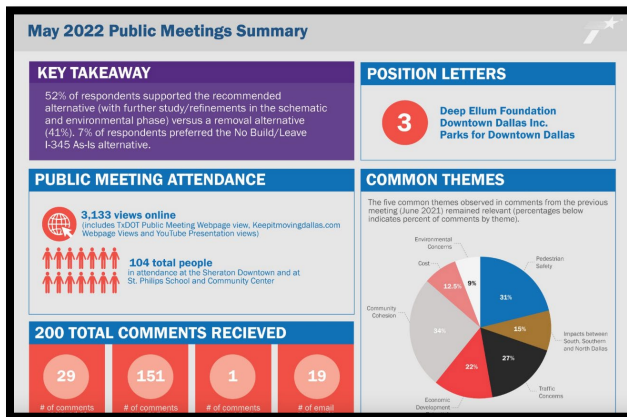 May 2022 Public Meetings Summary
KEY TAKEAWAY
52% of respondents supported the recommended
alternative (with further study/refinements in the schematic
and environmental phase) versus a removal alternative
(41%). 7% of respondents preferred the No Build/Leave
I-345 As-Is alternative.
POSITION LETTERS
3
Deep Ellum Foundation
Downtown Dallas Inc.
Parks for Downtown Dallas
PUBLIC MEETING ATTENDANCE
3,133 views online
(includes TxDOT Public Meeting Webpage view, Keepitmovingdallas.com
Webpage Views and YouTube Presentation views)
104 total people
in attendance at the Sheraton Downtown and at
St. Philips School and Community Center
COMMON THEMES
The five common themes observed in comments from the previous
meeting (June 2021) remained relevant (percentages below
indicates percent of comments by theme).
Environmental
Concerns
Cost
Community
Cohesion
Economic
Development
Pedestrian
Safety
Impacts between
South, Southern
and North Dallas
Traffic
Concerns
9%
12.5%
34%
22%
31%
15%
27%
200 TOTAL COMMENTS RECIEVED
29
# of comments
151
# of comments
1
# of comments
19
# of email